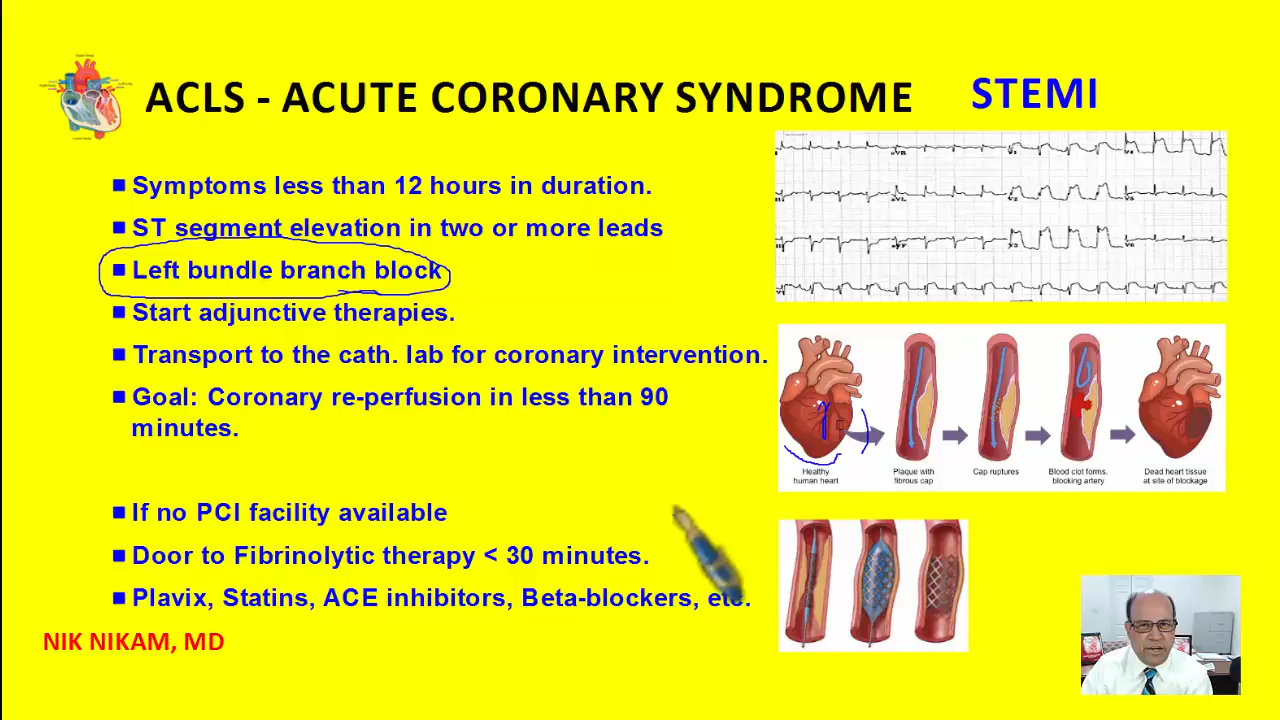 ACLS - ACUTE CORONARY SYNDROME
STEMI
Symptoms less than 12 hours in duration.
ST segment elevation in two or more leads
Left bundle branch block
Start adjunctive therapies.
Transport to the cath. lab for coronary intervention.
Goal: Coronary re-perfusion in less than 90
minutes.
If no PCI facility available
Door to Fibrinolytic therapy < 30 minutes.
Plavix, Statins, ACE inhibitors, Beta-blockers, etc.
NIK NIKAM, MD
Healthy
human heart
Plaque with
fibrous cap
Cap ruptures
Blood clot forms.
blocking artery
Dead heart tissue
at site of blockage